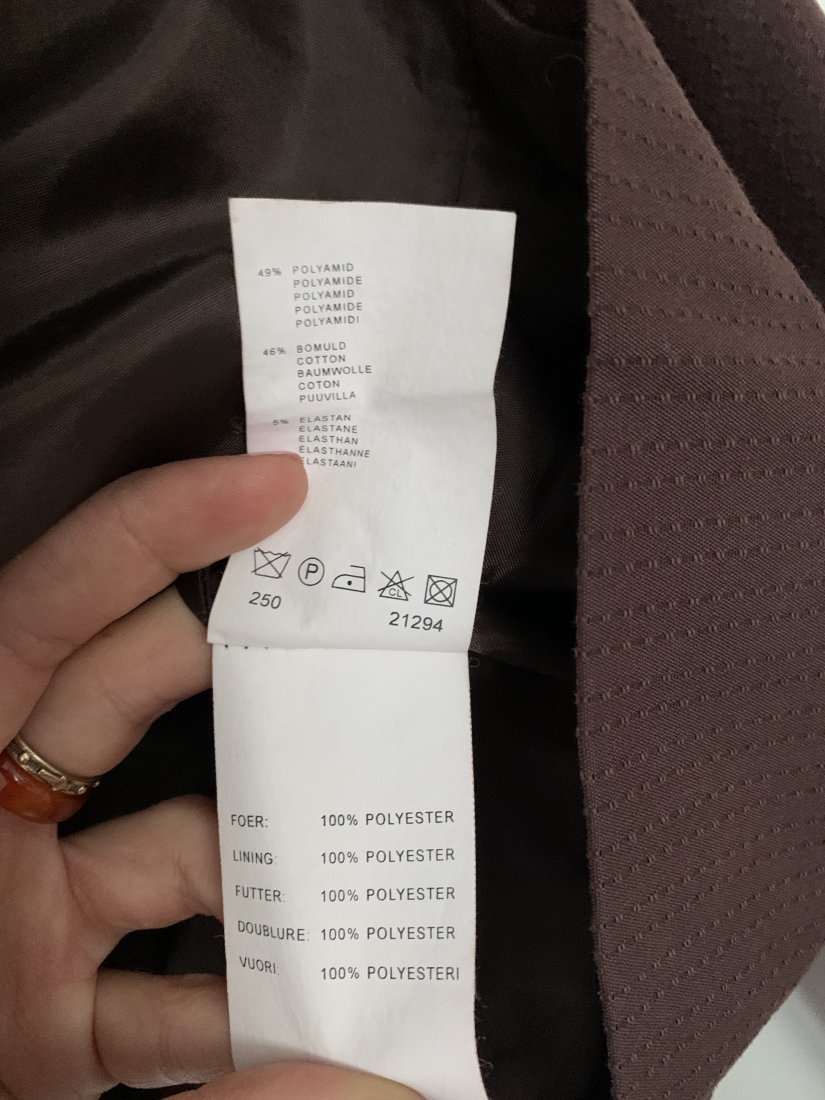 49% POLYAMID
POLYAMIDE
POLYAMID
POLYAMIDE
POLYAMIDI
46% BOMULD
COTTON
BAUMWOLLE
COTON
PUUVILLA
5% ELASTAN
ELASTANE
ELASTHAN
ÉLASTHANNE
ELASTAANI
P
CL
250
21294
FOER: 100% POLYESTER
LINING: 100% POLYESTER
FUTTER: 100% POLYESTER
DOUBLURE: 100% POLYESTER
VUORI: 100% POLYESTERI